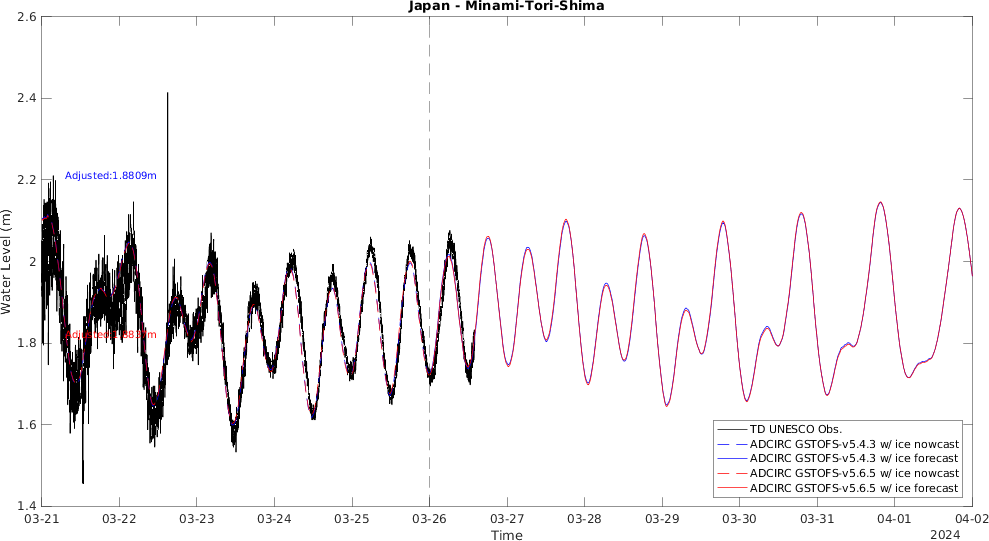 Japan - Minami-Tori-Shima
2.6
2.4
2.2
2
1.8
1.6
1.4
Water Level (m)
Adjusted:1.8809m
TD UNESCO Obs.
ADCIRC GSTOFS-v5.4.3 w/ ice nowcast
ADCIRC GSTOFS-v5.4.3 w/ ice forecast
ADCIRC GSTOFS-v5.6.5 w/ ice nowcast
ADCIRC GSTOFS-v5.6.5 w/ ice forecast
03-21 03-22 03-23 03-24 03-25 03-26 03-27 03-28 03-29 03-30 03-31 04-01 04-02
Time
2024